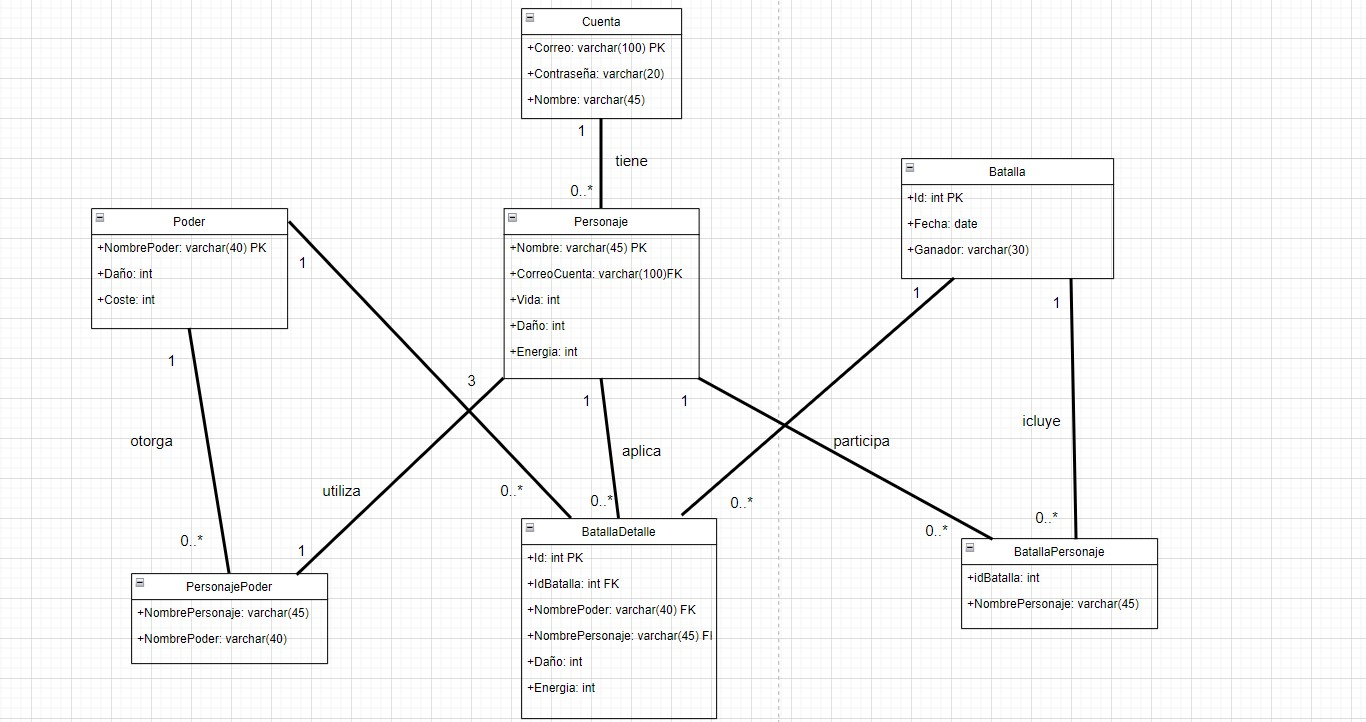 Cuenta
+Correo: varchar(100) PK
+Contraseña: varchar(20)
+Nombre: varchar(45)
1
tiene
0..*
Batalla
+Id: int PK
+Fecha: date
+Ganador: varchar(30)
Poder
+NombrePoder: varchar(40) PK
+Daño: int
+Coste: int
Personaje
+Nombre: varchar(45) PK
+CorreoCuenta: varchar(100)FK
+Vida: int
+Daño: int
+Energia: int
1
1
1
1
3
1
1
otorga
utiliza
aplica
participa
icluye
0..*
1
0..*
0..*
0..*
0..*
0..*
PersonajePoder
+NombrePersonaje: varchar(45)
+NombrePoder: varchar(40)
BatallaDetalle
+Id: int PK
+IdBatalla: int FK
+NombrePoder: varchar(40) FK
+NombrePersonaje: varchar(45) F
+Daño: int
+Energia: int
BatallaPersonaje
+idBatalla: int
+NombrePersonaje: varchar(45)